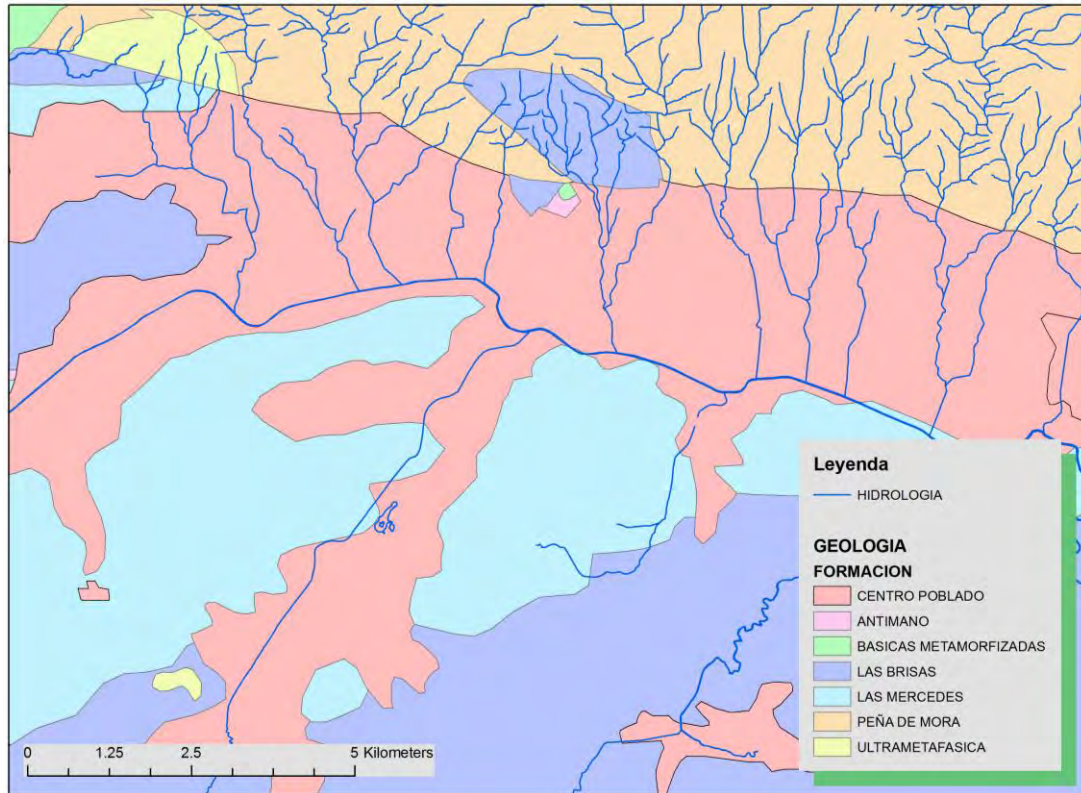 Leyenda
HIDROLOGIA
GEOLOGIA
FORMACION
CENTRO POBLADO
ANTIMANO
BASICAS METAMORFIZADAS
LAS BRISAS
LAS MERCEDES
PEÑA DE MORA
ULTRAMETAFASICA
0 1.25 2.5 5 Kilometers